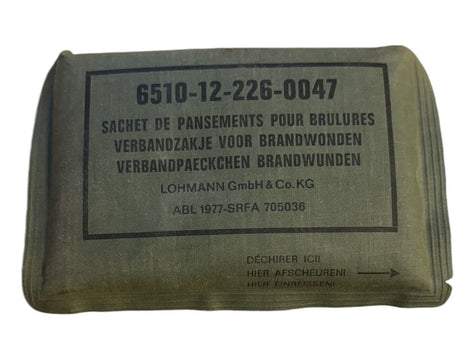 6510-12-226-0047
SACHET DE PANSEMENTS POUR BRULURES
VERBANDZAKJE VOOR BRANDWONDEN
VERBANDPAECKCHEN BRANDWUNDEN
LOHMANN GmbH & Co. KG
ABL 1977-SRFA 705036
DÉCHIRER ICI!
HIER AFSCHEUREN!
HIER EINREISSEN!